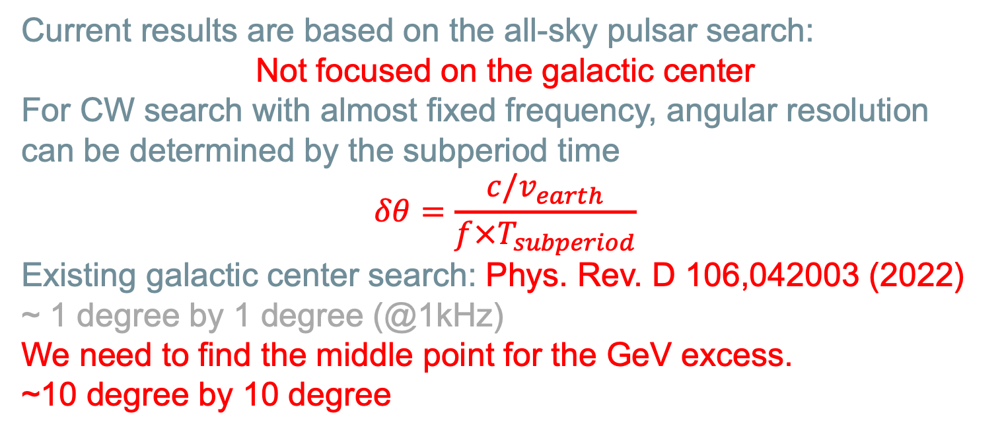 Current results are based on the all-sky pulsar search:
Not focused on the galactic center
For CW search with almost fixed frequency, angular resolution
can be determined by the subperiod time
δθ = \frac{c/v_{earth}}{f×T_{subperiod}}
Existing galactic center search: Phys. Rev. D 106,042003 (2022)
~ 1 degree by 1 degree (@1kHz)
We need to find the middle point for the GeV excess.
~10 degree by 10 degree